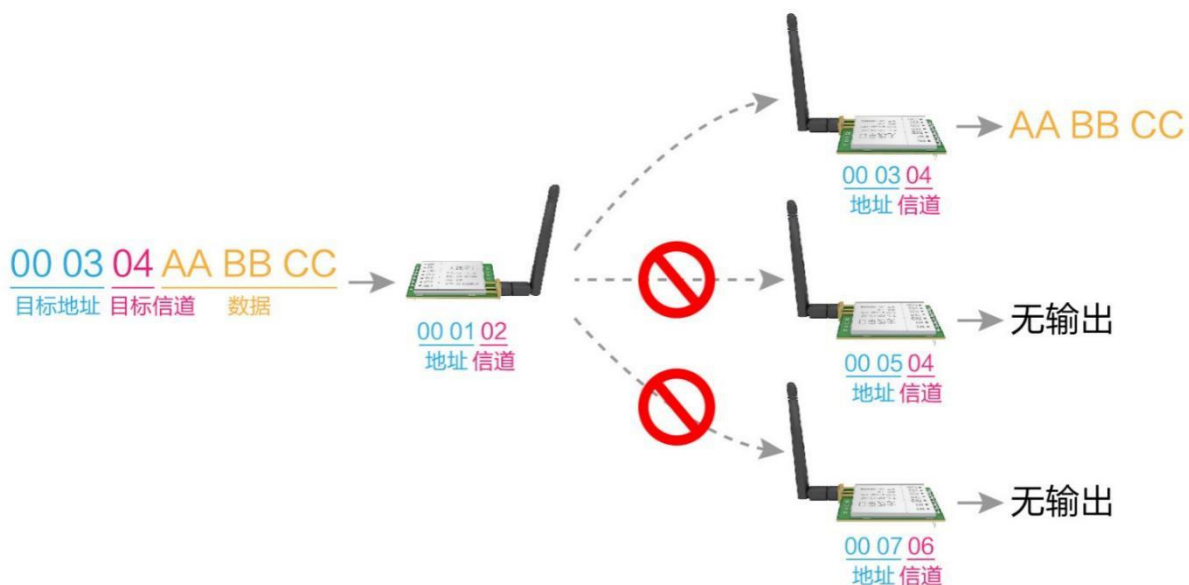 AA BB CC
00 03 04
地址 信道
00 03 04 AA BB CC
目标地址 目标信道 数据
00 01 02
地址 信道
无输出
00 05 04
地址 信道
无输出
00 07 06
地址 信道